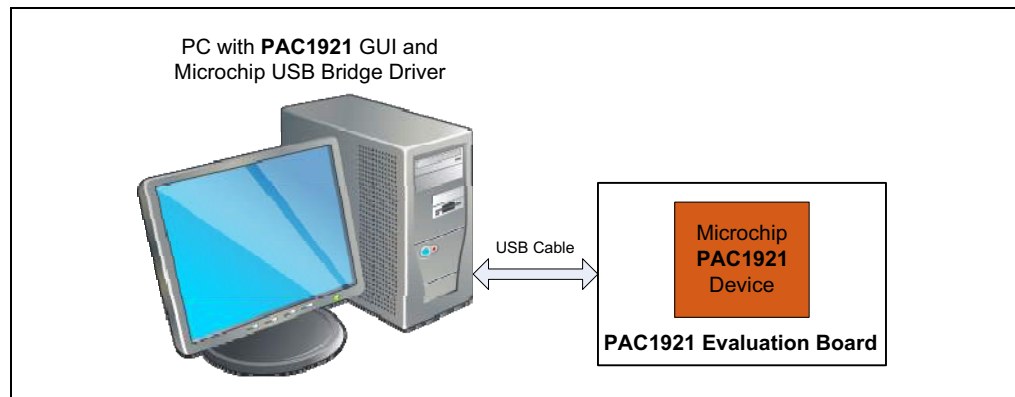 PC with PAC1921 GUI and
Microchip USB Bridge Driver
USB Cable
Microchip
PAC1921
Device
PAC1921 Evaluation Board